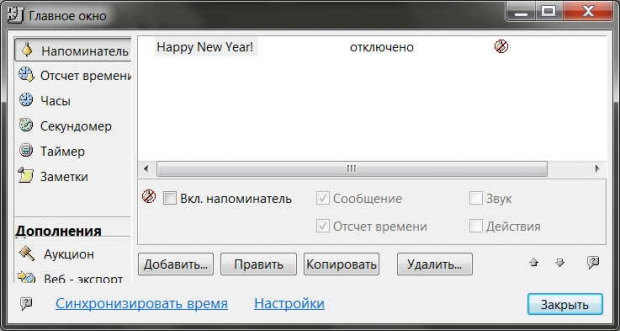 Главное окно
Напоминатель
Отсчет времени
Часы
Секундомер
Таймер
Заметки
Дополнения
Аукцион
Веб - экспорт
Happy New Year! отключено
Вкл. напоминатель Сообщение Звук
Отсчет времени Действия
Добавить... Править Копировать Удалить...
Синхронизировать время Настройки Закрыть